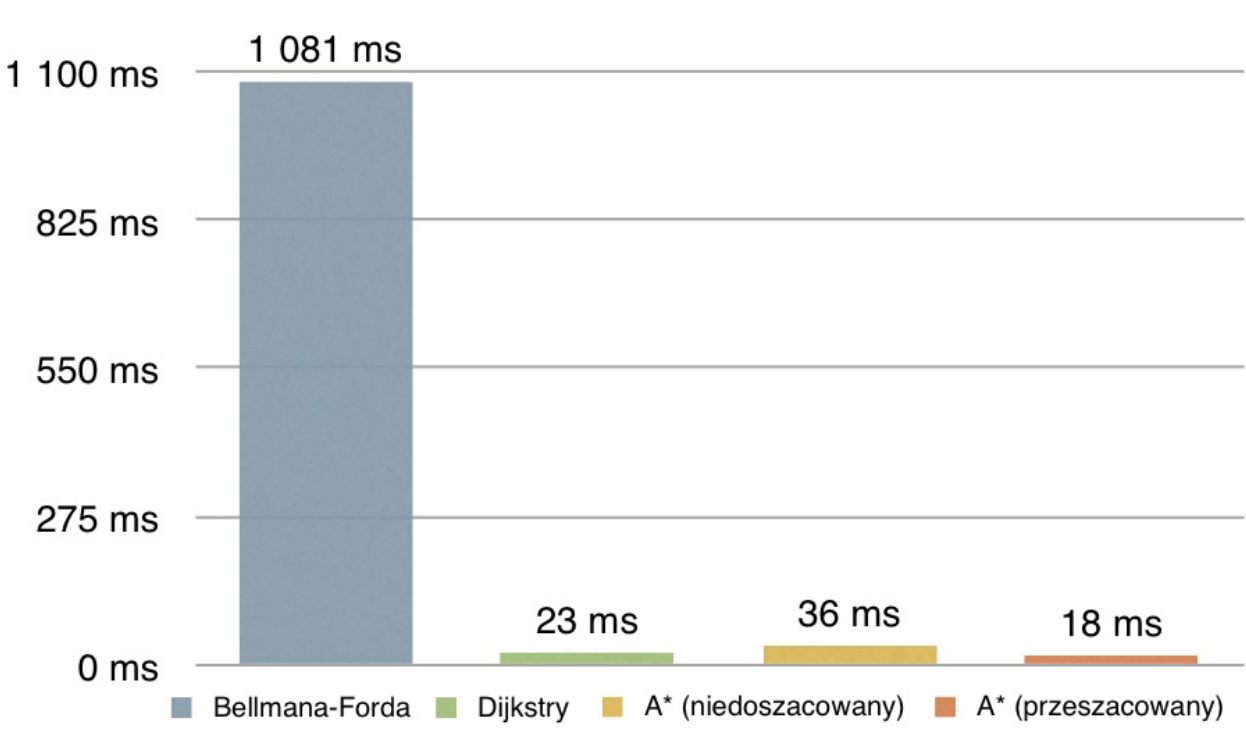 1 081 ms
1 100 ms
825 ms
550 ms
275 ms
23 ms
36 ms
18 ms
0 ms
Bellmana-Forda Dijkstry A* (niedoszacowany) A* (przeszacowany)